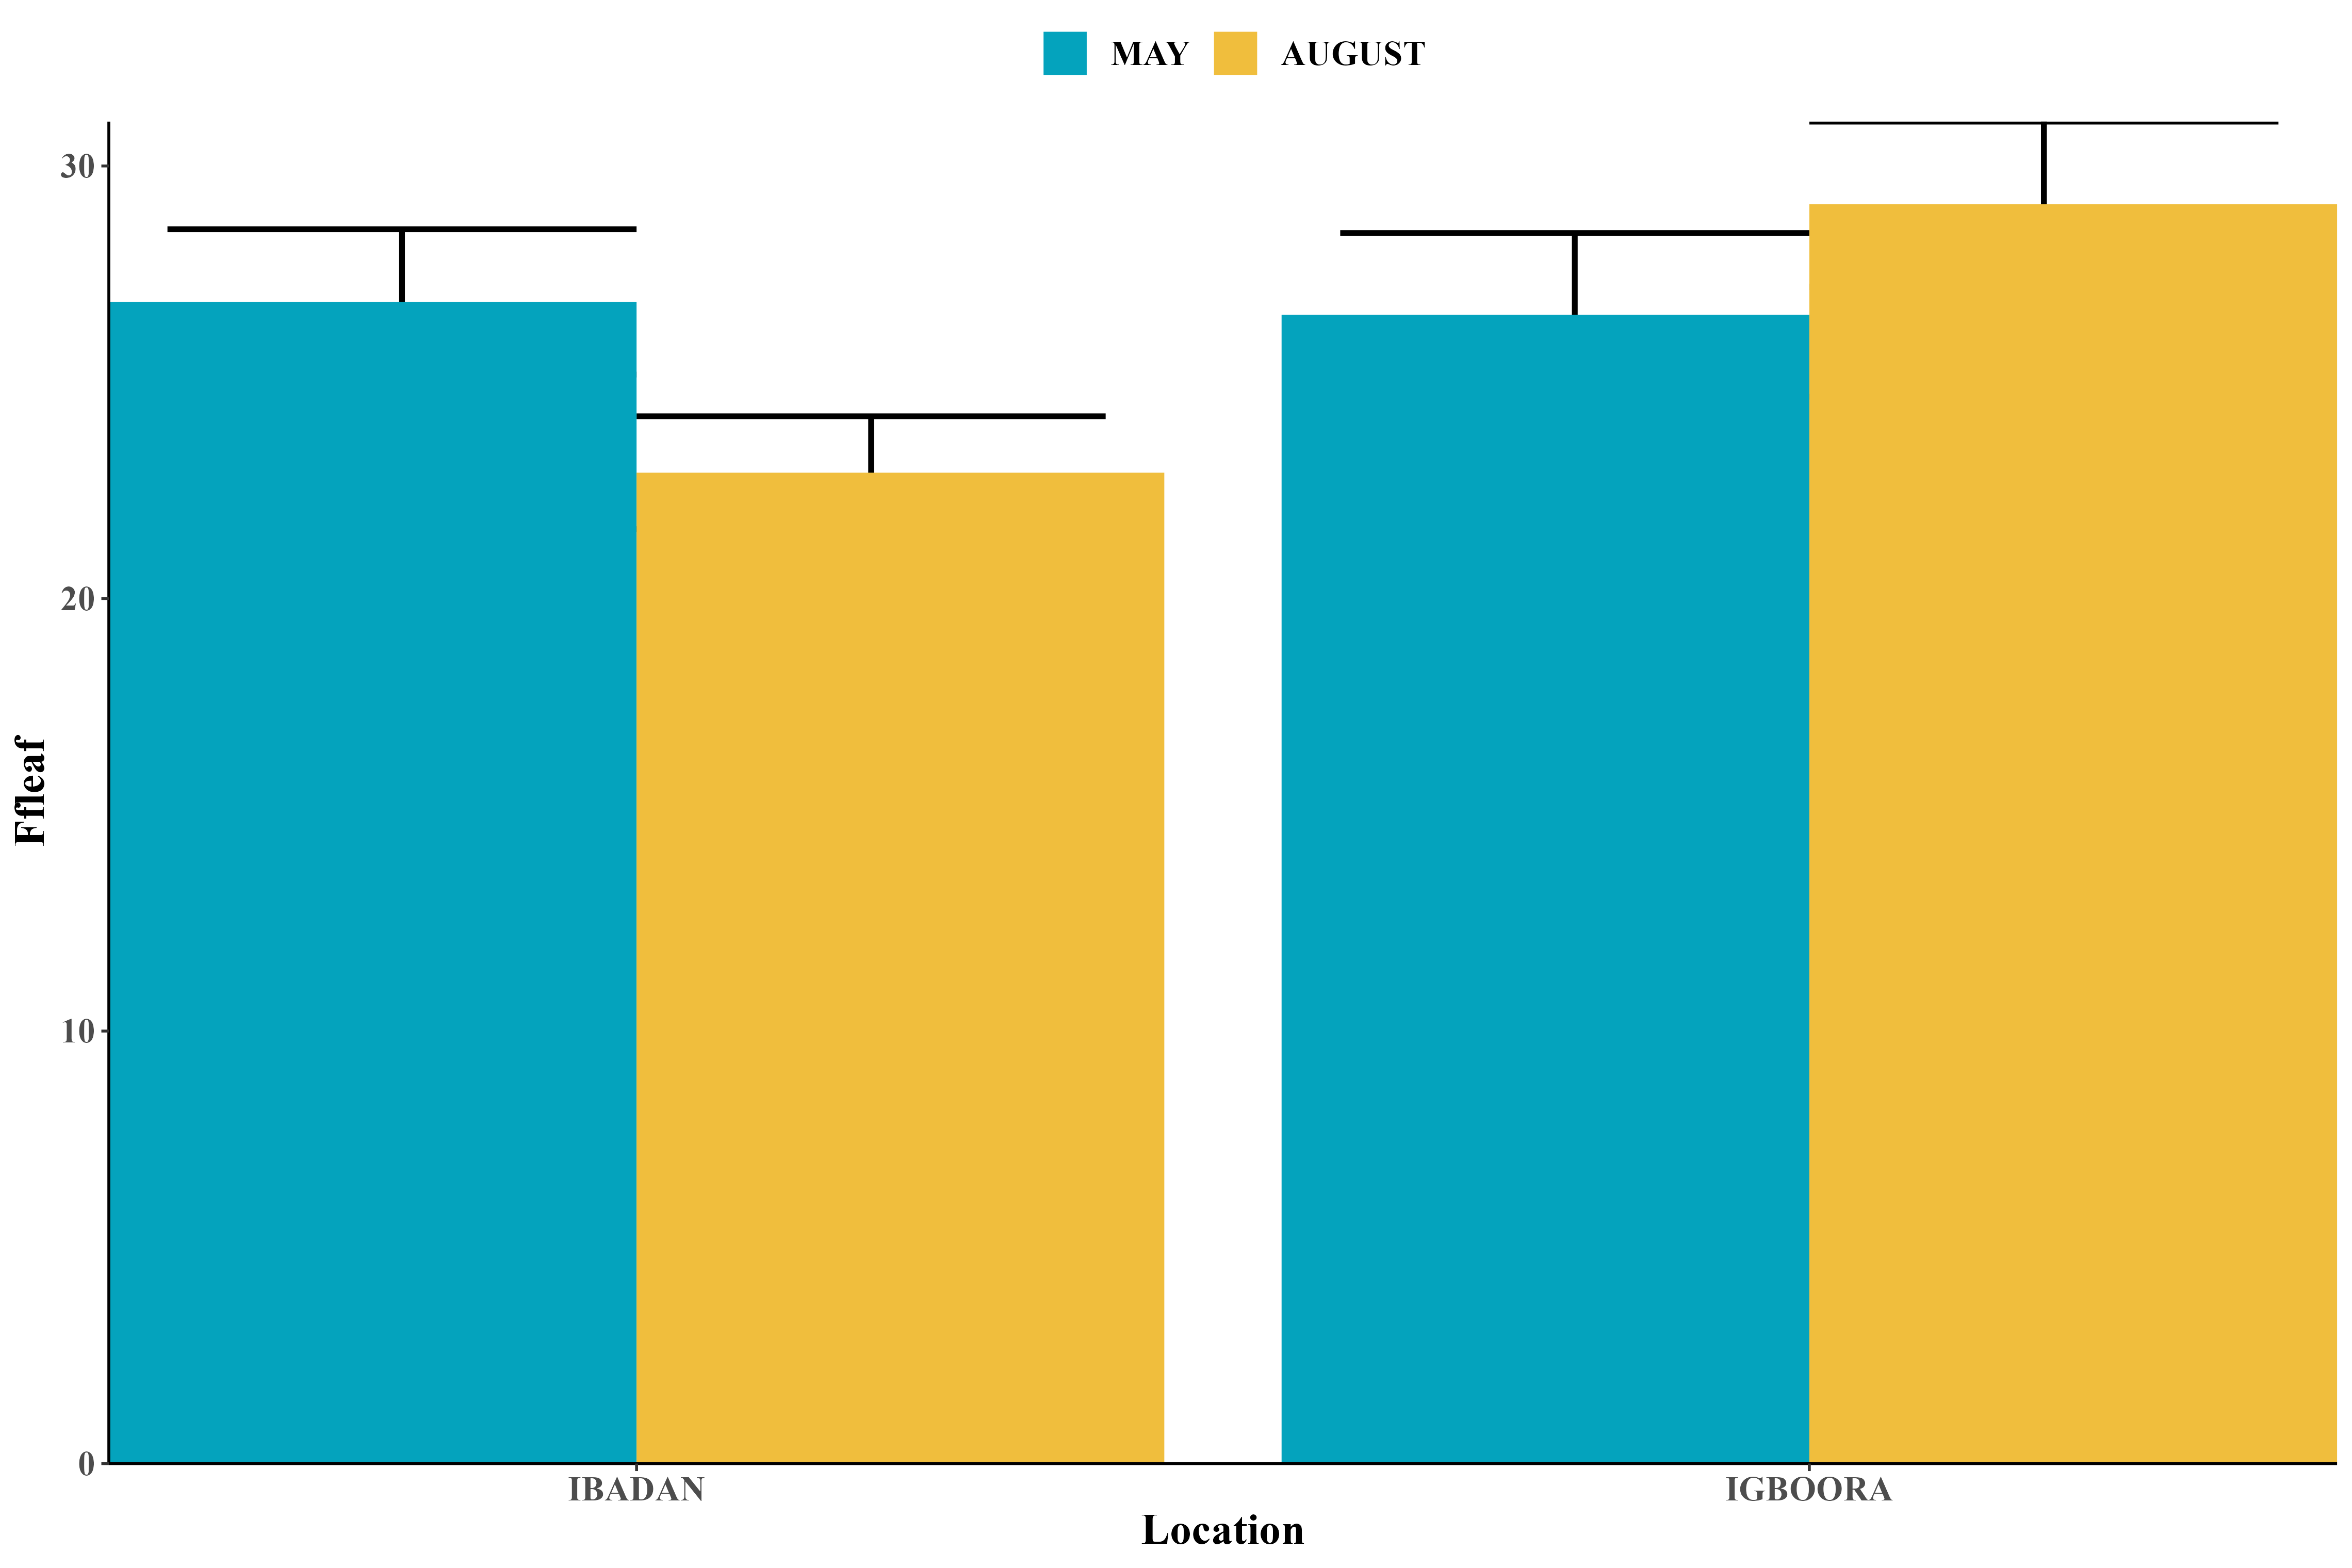 MAY AUGUST
30
20
10
0
Ffleaf
IBADAN IGBOORA
Location